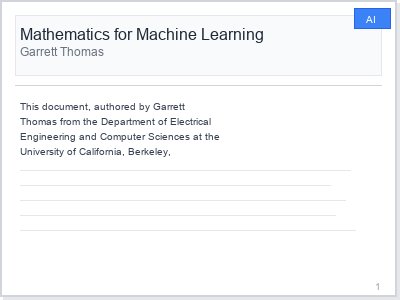 AI
Mathematics for Machine Learning
Garrett Thomas
This document, authored by Garrett
Thomas from the Department of Electrical
Engineering and Computer Sciences at the
University of California, Berkeley,
1